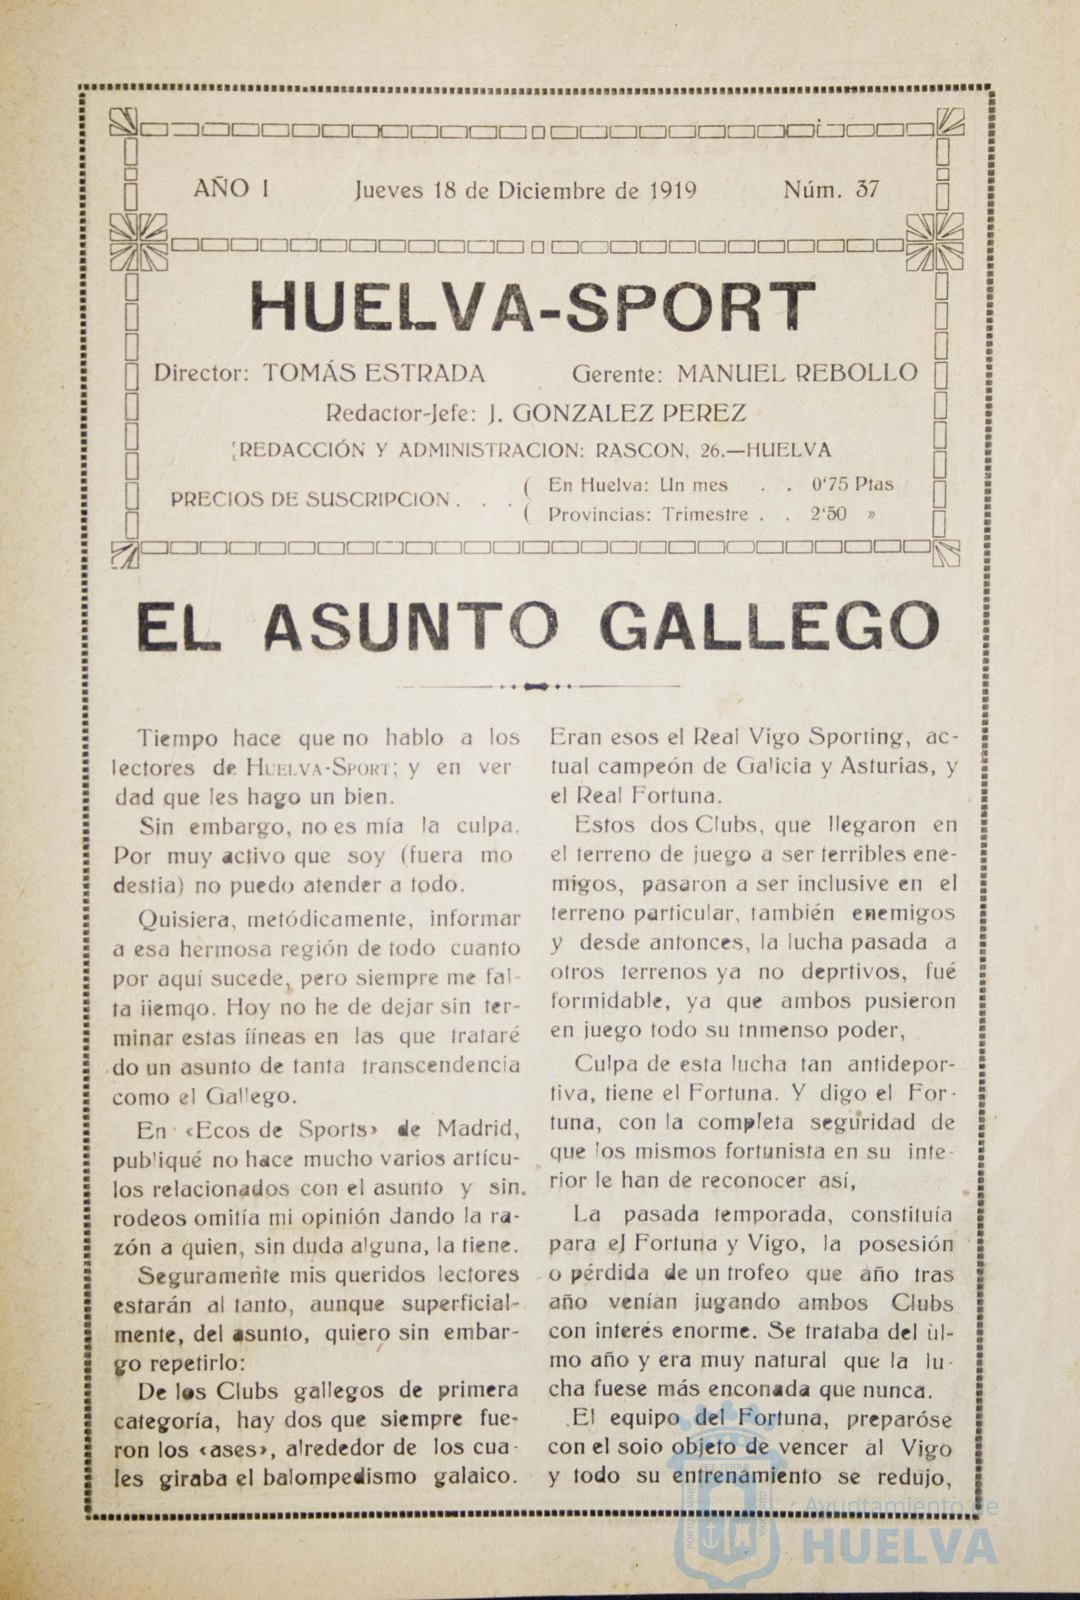 AÑO I Jueves 18 de Diciembre de 1919 Núm. 37
HUELVA-SPORT
Director: TOMÁS ESTRADA Gerente: MANUEL REBOLLO
Redactor-Jefe: J. GONZALEZ PEREZ
REDACCIÓN Y ADMINISTRACION: RASCON, 26.—HUELVA
PRECIOS DE SUSCRIPCION . . .
( En Huelva: Un mes . . 0'75 Ptas
( Provincias: Trimestre . . 2'50 »
EL ASUNTO GALLEGO
Tiempo hace que no hablo a los
lectores de HUELVA-SPORT; y en ver
dad que les hago un bien.
Sin embargo, no es mía la culpa.
Por muy activo que soy (fuera mo
destia) no puedo atender a todo.
Quisiera, metódicamente, informar
a esa hermosa región de todo cuanto
por aquí sucede, pero siempre me fal-
ta iiemqo. Hoy no he de dejar sin ter-
minar estas iíneas en las que trataré
do un asunto de tanta transcendencia
como el Gallego.
En «Ecos de Sports» de Madrid,
publiqué no hace mucho varios artícu-
los relacionados con el asunto y sin.
rodeos omitía mi opinión dando la ra-
zón a quien, sin duda alguna, la tiene.
Seguramente mis queridos lectores
estarán al tanto, aunque superficial-
mente, del asunto, quiero sin embar-
go repetirlo:
De los Clubs gallegos de primera
categoría, hay dos que siempre fue-
ron los «ases», alrededor de los cua-
les giraba el balompedismo galaico.
Eran esos el Real Vigo Sporting, ac-
tual campeón de Galicia y Asturias, y
el Real Fortuna.
Estos dos Clubs, que llegaron en
el terreno de juego a ser terribles ene-
migos, pasaron a ser inclusive en el
terreno particular, también enemigos
y desde antonces, la lucha pasada a
otros terrenos ya no deprtivos, fué
formidable, ya que ambos pusieron
en juego todo su tnmenso poder,
Culpa de esta lucha tan antidepor-
tiva, tiene el Fortuna. Y digo el For-
tuna, con la completa seguridad de
que los mismos fortunista en su inte-
rior le han de reconocer así,
La pasada temporada, constituía
para el Fortuna y Vigo, la posesión
o pérdida de un trofeo que año tras
año venían jugando ambos Clubs
con interés enorme. Se trataba del úl-
mo año y era muy natural que la lu-
cha fuese más enconada que nunca.
El equipo del Fortuna, preparóse
con el soio objeto de vencer al Vigo
y todo su entrenamiento se redujo,
Ayuntamiento de
HUELVA